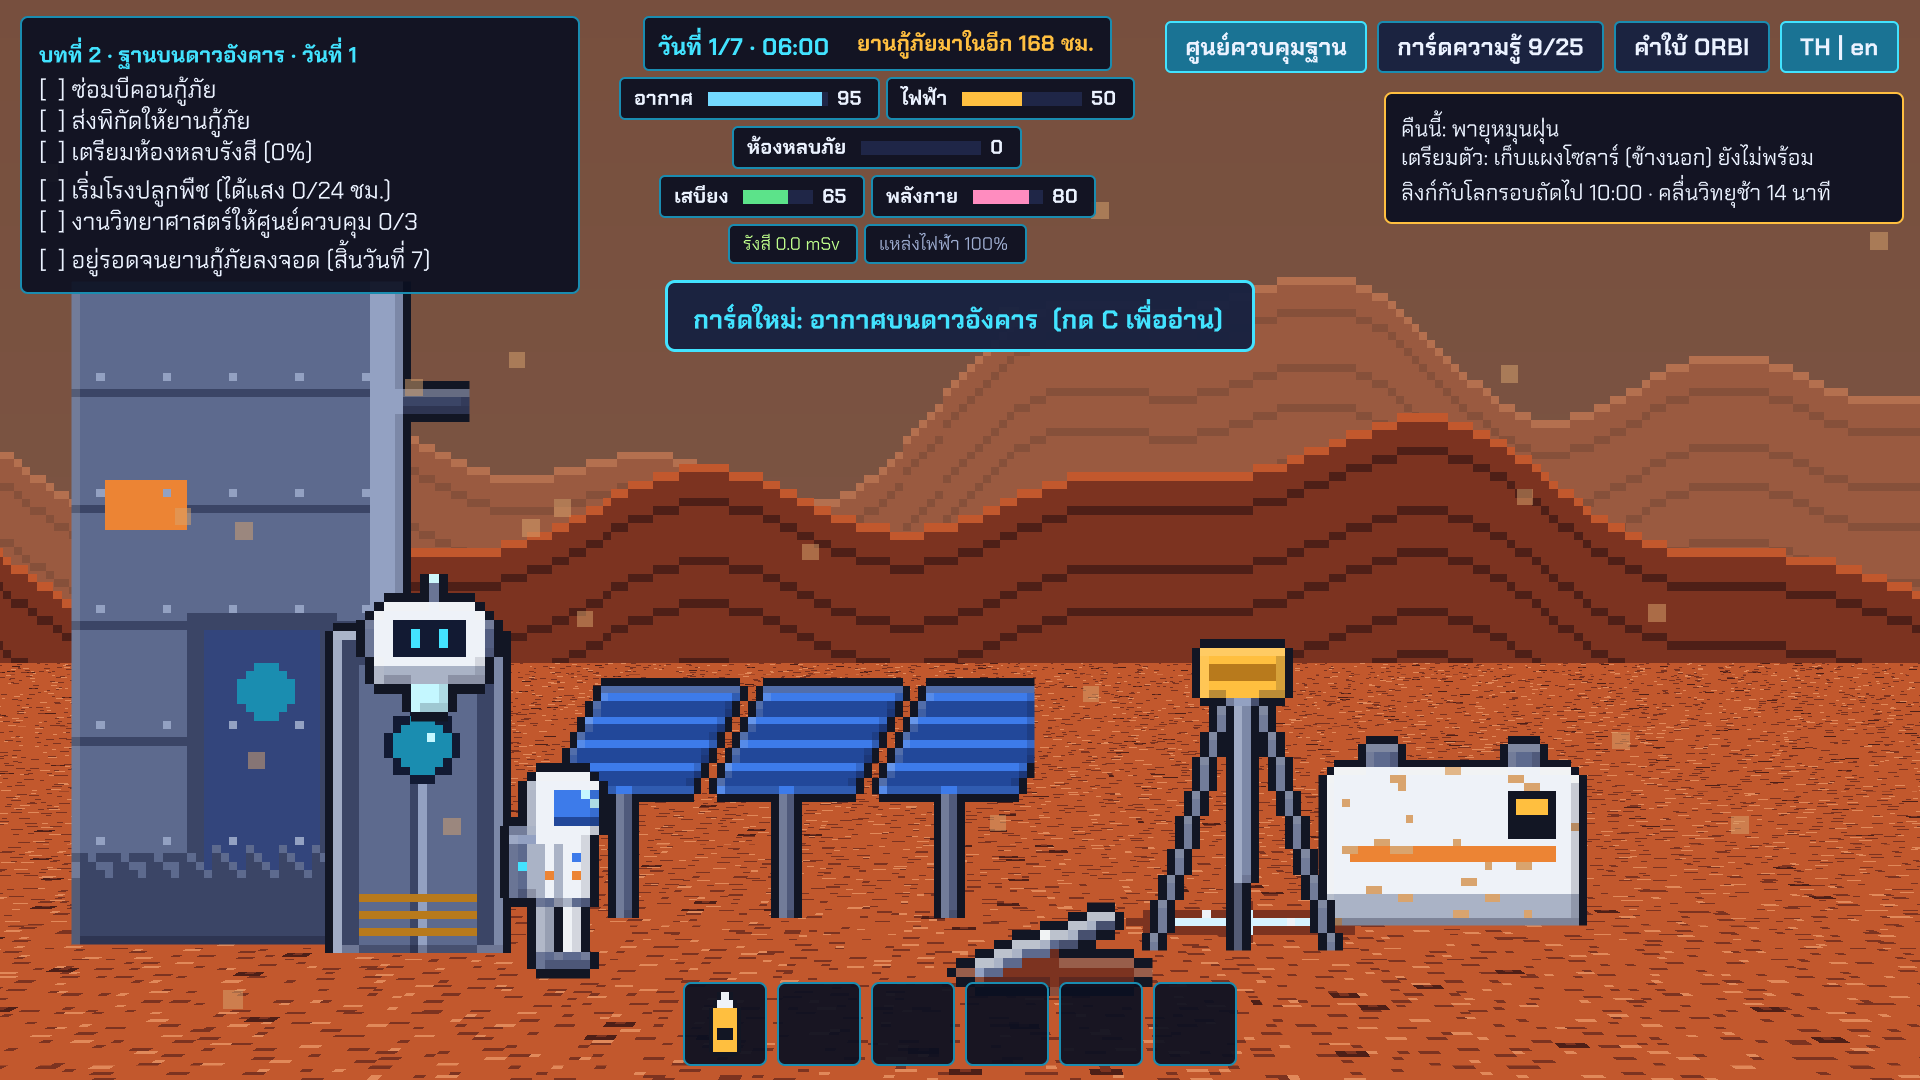 บทที่ 2 · ฐานบนดาวอังคาร · วันที่ 1
[ ] ซ่อมบีคอนกู้ภัย
[ ] ส่งพิกัดให้ยานกู้ภัย
[ ] เตรียมห้องหลบรังสี (0%)
[ ] เริ่มโรงปลูกพืช (ได้แสง 0/24 ชม.)
[ ] งานวิทยาศาสตร์ให้ศูนย์ควบคุม 0/3
[ ] อยู่รอดจนยานกู้ภัยลงจอด (สิ้นวันที่ 7)
วันที่ 1/7 · 06:00 ยานกู้ภัยมาในอีก 168 ชม.
อากาศ 95 ไฟฟ้า 50
ห้องหลบภัย 0
เสบียง 65 พลังกาย 80
รังสี 0.0 mSv แหล่งไฟฟ้า 100%
ศูนย์ควบคุมฐาน การ์ดความรู้ 9/25 คำใบ้ ORBI TH | en
คืนนี้: พายุหมุนฝุ่น
เตรียมตัว: เก็บแผงโซลาร์ (ข้างนอก) ยังไม่พร้อม
ลิงก์กับโลกรอบถัดไป 10:00 · คลื่นวิทยุช้า 14 นาที
การ์ดใหม่: อากาศบนดาวอังคาร (กด C เพื่ออ่าน)